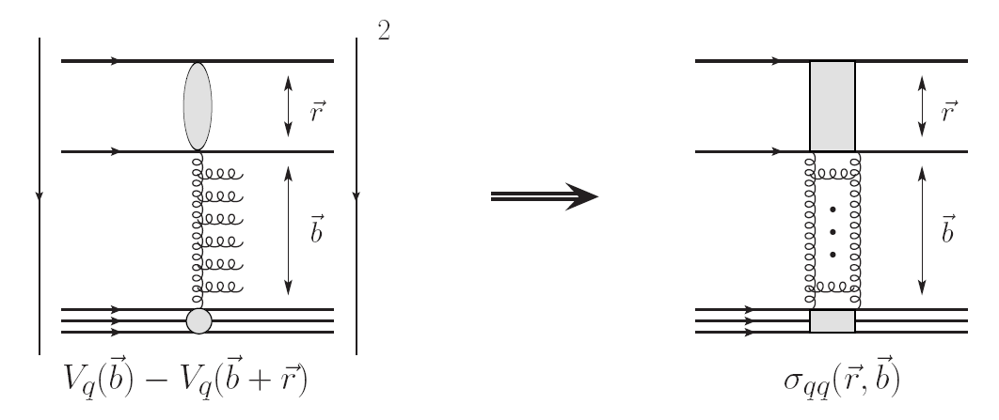 2
r⃗
b⃗
V_q(b⃗) − V_q(b⃗ + r⃗)
r⃗
b⃗
σ_qq(r⃗, b⃗)